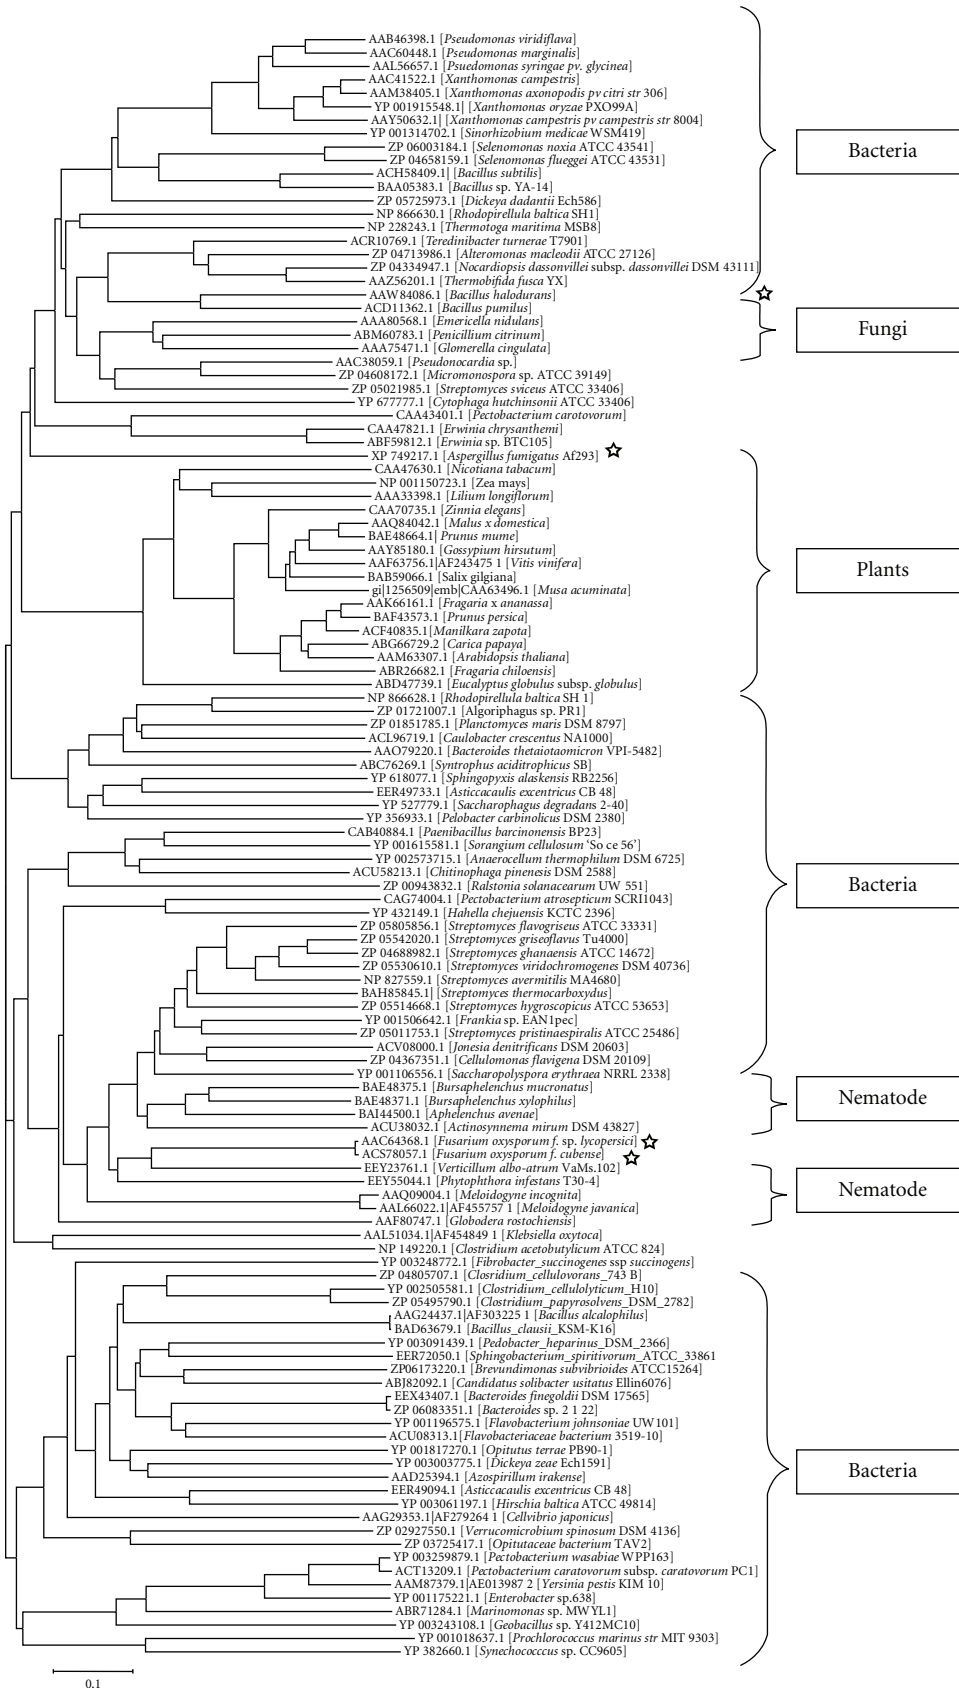 AAB46398.1 [Pseudomonas viridiflava]
AAC60448.1 [Pseudomonas marginalis]
AAL56657.1 [Psuedomonas syringae pv. glycinea]
AAC41522.1 [Xanthomonas campestris]
AAM38405.1 [Xanthomonas axonopodis pv citri str 306]
YP 001915548.1| [Xanthomonas oryzae PXO99A]
AAY50632.1| [Xanthomonas campestris pv campestris str 8004]
YP 001314702.1 [Sinorhizobium medicae WSM419]
ZP 06003184.1 [Selenomonas noxia ATCC 43541]
Bacteria
ZP 04658159.1 [Selenomonas flueggei ATCC 43531]
ACH58409.1| [Bacillus subtilis]
BAA05383.1 [Bacillus sp. YA-14]
ZP 05725973.1 [Dickeya dadantii Ech586]
NP 866630.1 [Rhodopirellula baltica SH1]
NP 228243.1 [Thermotoga maritima MSB8]
ACR10769.1 [Teredinibacter turnerae T7901]
ZP 04713986.1 [Alteromonas macleodii ATCC 27126]
ZP 04334947.1 [Nocardiopsis dassonvillei subsp. dassonvillei DSM 43111]
AAZ56201.1 [Thermobifida fusca YX]
AAW84086.1 [Bacillus halodurans]
ACD11362.1 [Bacillus pumilus]
AAA80568.1 [Emericella nidulans]
Fungi
ABM60783.1 [Penicillium citrinum]
AAA75471.1 [Glomerella cingulata]
AAC38059.1 [Pseudonocardia sp.]
ZP 04608172.1 [Micromonospora sp. ATCC 39149]
ZP 05021985.1 [Streptomyces sviceus ATCC 33406]
YP 677777.1 [Cytophaga hutchinsonii ATCC 33406]
CAA43401.1 [Pectobacterium carotovorum]
CAA47821.1 [Erwinia chrysanthemi]
ABF59812.1 [Erwinia sp. BTC105]
XP 749217.1 [Aspergillus fumigatus Af293]
CAA47630.1 [Nicotiana tabacum]
NP 001150723.1 [Zea mays]
AAA33398.1 [Lilium longiflorum]
CAA70735.1 [Zinnia elegans]
AAQ84042.1 [Malus x domestica]
BAE48664.1| [Prunus mume]
AAY85180.1 [Gossypium hirsutum]
AAF63756.1|AF243475 1 [Vitis vinifera]
Plants
BAB59066.1 [Salix gilgiana]
gi|1256509|emb|CAA63496.1 [Musa acuminata]
AAK66161.1 [Fragaria x ananassa]
BAF43573.1 [Prunus persica]
ACF40835.1[Manilkara zapota]
ABG66729.2 [Carica papaya]
AAM63307.1 [Arabidopsis thaliana]
ABR26682.1 [Fragaria chiloensis]
ABD47739.1 [Eucalyptus globulus subsp. globulus]
NP 866628.1 [Rhodopirellula baltica SH 1]
ZP 01721007.1 [Algoriphagus sp. PR1]
ZP 01851785.1 [Planctomyces maris DSM 8797]
ACL96719.1 [Caulobacter crescentus NA1000]
AAO79220.1 [Bacteroides thetaiotaomicron VPI-5482]
ABC76269.1 [Syntrophus aciditrophicus SB]
YP 618077.1 [Sphingopyxis alaskensis RB2256]
EER49733.1 [Asticcacaulis excentricus CB 48]
YP 527779.1 [Saccharophagus degradans 2-40]
YP 356933.1 [Pelobacter carbinolicus DSM 2380]
CAB40884.1 [Paenibacillus barcinonensis BP23]
YP 001615581.1 [Sorangium cellulosum 'So ce 56']
YP 002573715.1 [Anaerocellum thermophilum DSM 6725]
ACU58213.1 [Chitinophaga pinenesis DSM 2588]
ZP 00943832.1 [Ralstonia solanacearum UW 551]
Bacteria
CAG74004.1 [Pectobacterium atrosepticum SCRI1043]
YP 432149.1 [Hahella chejuensis KCTC 2396]
ZP 05805856.1 [Streptomyces flavogriseus ATCC 33331]
ZP 05542020.1 [Streptomyces griseoflavus Tu4000]
ZP 04688982.1 [Streptomyces ghanaensis ATCC 14672]
ZP 05530610.1 [Streptomyces viridochromogenes DSM 40736]
NP 827559.1 [Streptomyces avermitilis MA4680]
BAH85845.1| [Streptomyces thermocarboxydus]
ZP 05514668.1 [Streptomyces hygroscopicus ATCC 53653]
YP 001506642.1 [Frankia sp. EAN1pec]
ZP 05011753.1 [Streptomyces pristinaespiralis ATCC 25486]
ACV08000.1 [Jonesia denitrificans DSM 20603]
ZP 04367351.1 [Cellulomonas flavigena DSM 20109]
YP 001106556.1 [Saccharopolyspora erythraea NRRL 2338]
BAE48375.1 [Bursaphelenchus mucronatus]
BAE48371.1 [Bursaphelenchus xylophilus]
Nematode
BAI44500.1 [Aphelenchus avenae]
ACU38032.1 [Actinosynnema mirum DSM 43827]
AAC64368.1 [Fusarium oxysporum f. sp. lycopersici]
ACS78057.1 [Fusarium oxysporum f. cubense]
EEY23761.1 [Verticillum albo-atrum VaMs.102]
EEY55044.1 [Phytophthora infestans T30-4]
Nematode
AAQ09004.1 [Meloidogyne incognita]
AAL66022.1|AF455757 1 [Meloidogyne javanica]
AAF80747.1 [Globodera rostochiensis]
AAL51034.1|AF454849 1 [Klebsiella oxytoca]
NP 149220.1 [Clostridium acetobutylicum ATCC 824]
YP 003248772.1 [Fibrobacter_succinogenes ssp succinogens]
ZP 04805707.1 [Closridium_cellulovorans_743 B]
YP 002505581.1 [Clostridium_cellulolyticum_H10]
ZP 05495790.1 [Clostridium_papyrosolvens_DSM_2782]
AAG24437.1|AF303225 1 [Bacillus alcalophilus]
BAD63679.1 [Bacillus_clausii_KSM-K16]
YP 003091439.1 [Pedobacter_heparinus_DSM_2366]
EER72050.1 [Sphingobacterium_spiritivorum_ATCC_33861
ZP06173220.1 [Brevundimonas subvibrioides ATCC15264]
ABJ82092.1 [Candidatus solibacter usitatus Ellin6076]
EEX43407.1 [Bacteroides finegoldii DSM 17565]
ZP 06083351.1 [Bacteroides sp. 2 1 22]
YP 001196575.1 [Flavobacterium johnsoniae UW101]
ACU08313.1[Flavobacteriaceae bacterium 3519-10]
YP 001817270.1 [Opitutus terrae PB90-1]
YP 003003775.1 [Dickeya zeae Ech1591]
Bacteria
AAD25394.1 [Azospirillum irakense]
EER49094.1 [Asticcacaulis excentricus CB 48]
YP 003061197.1 [Hirschia baltica ATCC 49814]
AAG29353.1|AF279264 1 [Cellvibrio japonicus]
ZP 02927550.1 [Verrucomicrobium spinosum DSM 4136]
ZP 03725417.1 [Opitutaceae bacterium TAV2]
YP 003259879.1 [Pectobacterium wasabiae WPP163]
ACT13209.1 [Pectobacterium caratovorum subsp. caratovorum PC1]
AAM87379.1|AE013987 2 [Yersinia pestis KIM 10]
YP 001175221.1 [Enterobacter sp.638]
ABR71284.1 [Marinomonas sp. MWYL1]
YP 003243108.1 [Geobacillus sp. Y412MC10]
YP 001018637.1 [Prochlorococcus marinus str MIT 9303]
YP 382660.1 [Synechococccus sp. CC9605]
0.1